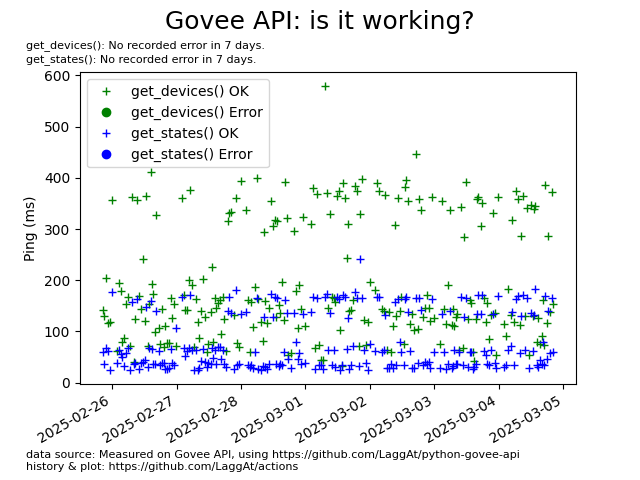 Govee API: is it working?
get_devices(): No recorded error in 7 days.
get_states(): No recorded error in 7 days.
600
500
400
300
200
100
0
Ping (ms)
get_devices() OK
get_devices() Error
get_states() OK
get_states() Error
2025-02-26
2025-02-27
2025-02-28
2025-03-01
2025-03-02
2025-03-03
2025-03-04
2025-03-05
data source: Measured on Govee API, using https://github.com/LaggAt/python-govee-api
history & plot: https://github.com/LaggAt/actions